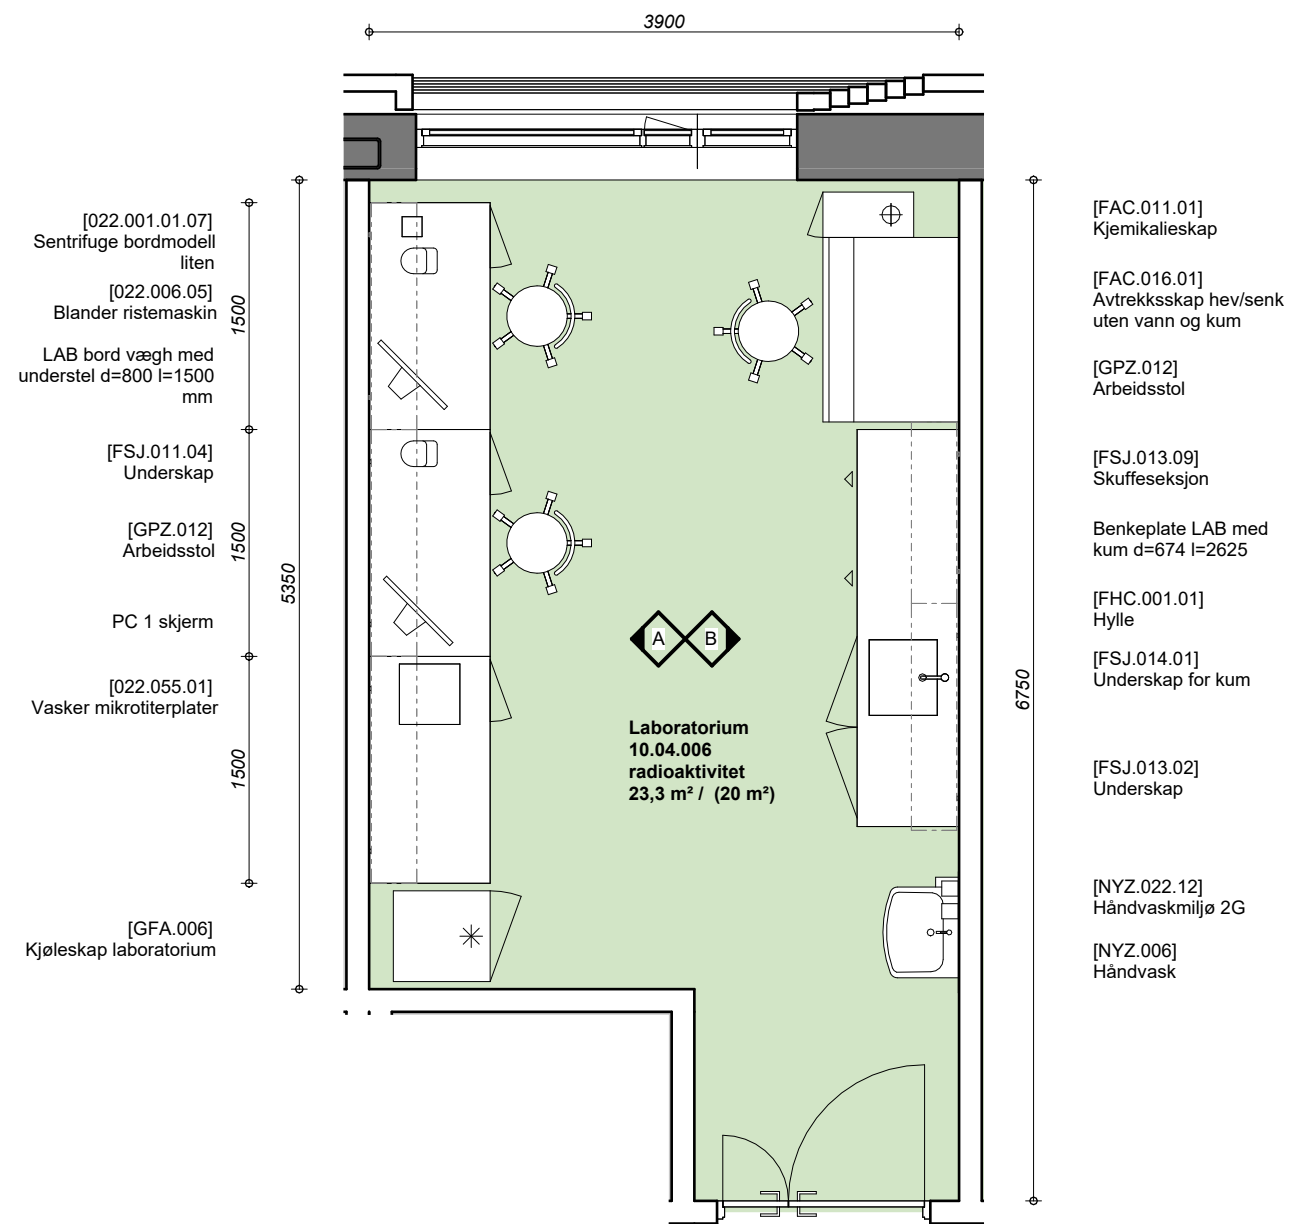 3900
[022.001.01.07]
Sentrifuge bordmodell
liten
[022.006.05]
Blander ristemaskin
LAB bord vægh med
understel d=800 l=1500
mm
[FSJ.011.04]
Underskap
[GPZ.012]
Arbeidsstol
PC 1 skjerm
[022.055.01]
Vasker mikrotiterplater
[GFA.006]
Kjøleskap laboratorium
1500
1500
1500
5350
A
B
Laboratorium
10.04.006
radioaktivitet
23,3 m² / (20 m²)
6750
[FAC.011.01]
Kjemikalieskap
[FAC.016.01]
Avtrekksskap hev/senk
uten vann og kum
[GPZ.012]
Arbeidsstol
[FSJ.013.09]
Skuffeseksjon
Benkeplate LAB med
kum d=674 l=2625
[FHC.001.01]
Hylle
[FSJ.014.01]
Underskap for kum
[FSJ.013.02]
Underskap
[NYZ.022.12]
Håndvaskmiljø 2G
[NYZ.006]
Håndvask